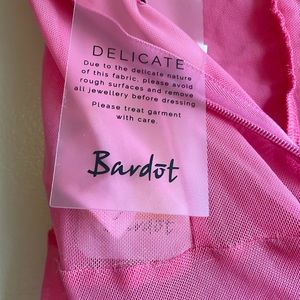 DELICATE
Due to the delicate nature
of this fabric, please avoid
rough surfaces and remove
all jewellery before dressing
Please treat garment
with care.
Bardōt
Bardot